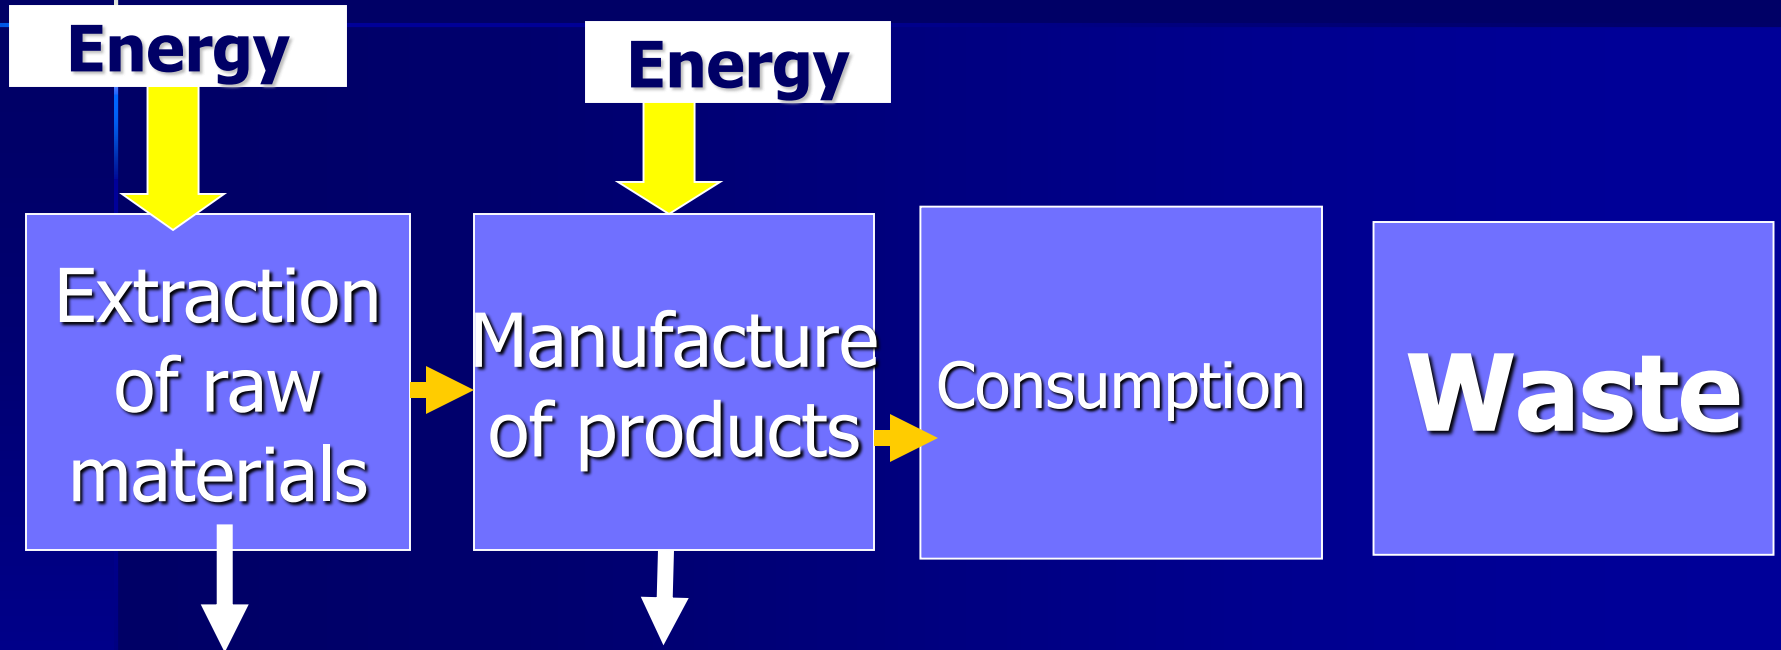 Energy
Energy
Extraction
of raw
materials
Manufacture
of products
Consumption
Waste